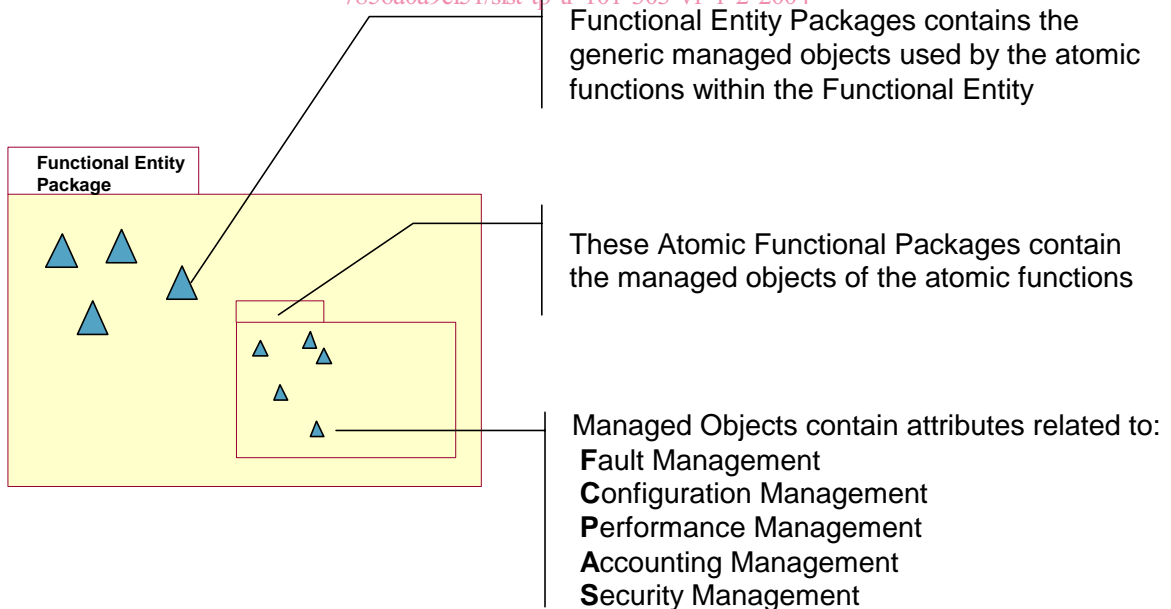 Functional Entity Packages contains the
generic managed objects used by the atomic
functions within the Functional Entity
Functional Entity
Package
These Atomic Functional Packages contain
the managed objects of the atomic functions
Managed Objects contain attributes related to:
Fault Management
Configuration Management
Performance Management
Accounting Management
Security Management